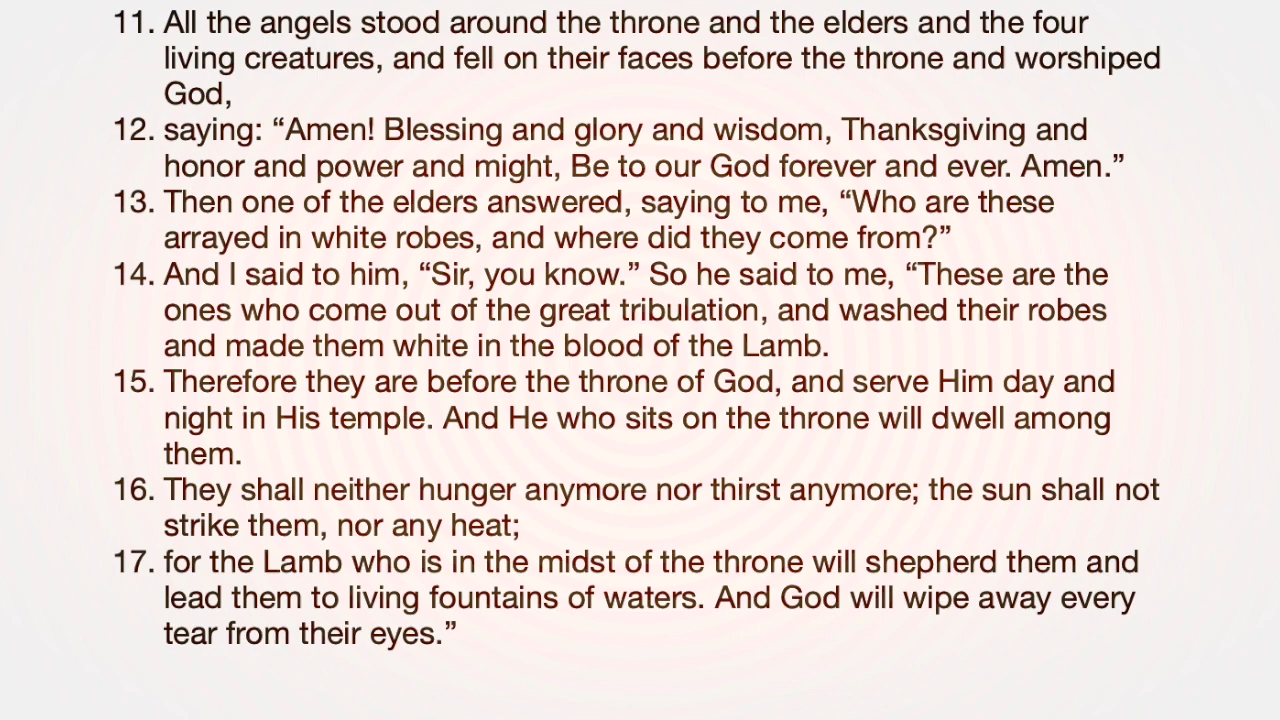 11. All the angels stood around the throne and the elders and the four
living creatures, and fell on their faces before the throne and worshiped
God,
12. saying: “Amen! Blessing and glory and wisdom, Thanksgiving and
honor and power and might, Be to our God forever and ever. Amen.”
13. Then one of the elders answered, saying to me, “Who are these
arrayed in white robes, and where did they come from?”
14. And I said to him, “Sir, you know.” So he said to me, “These are the
ones who come out of the great tribulation, and washed their robes
and made them white in the blood of the Lamb.
15. Therefore they are before the throne of God, and serve Him day and
night in His temple. And He who sits on the throne will dwell among
them.
16. They shall neither hunger anymore nor thirst anymore; the sun shall not
strike them, nor any heat;
17. for the Lamb who is in the midst of the throne will shepherd them and
lead them to living fountains of waters. And God will wipe away every
tear from their eyes.”